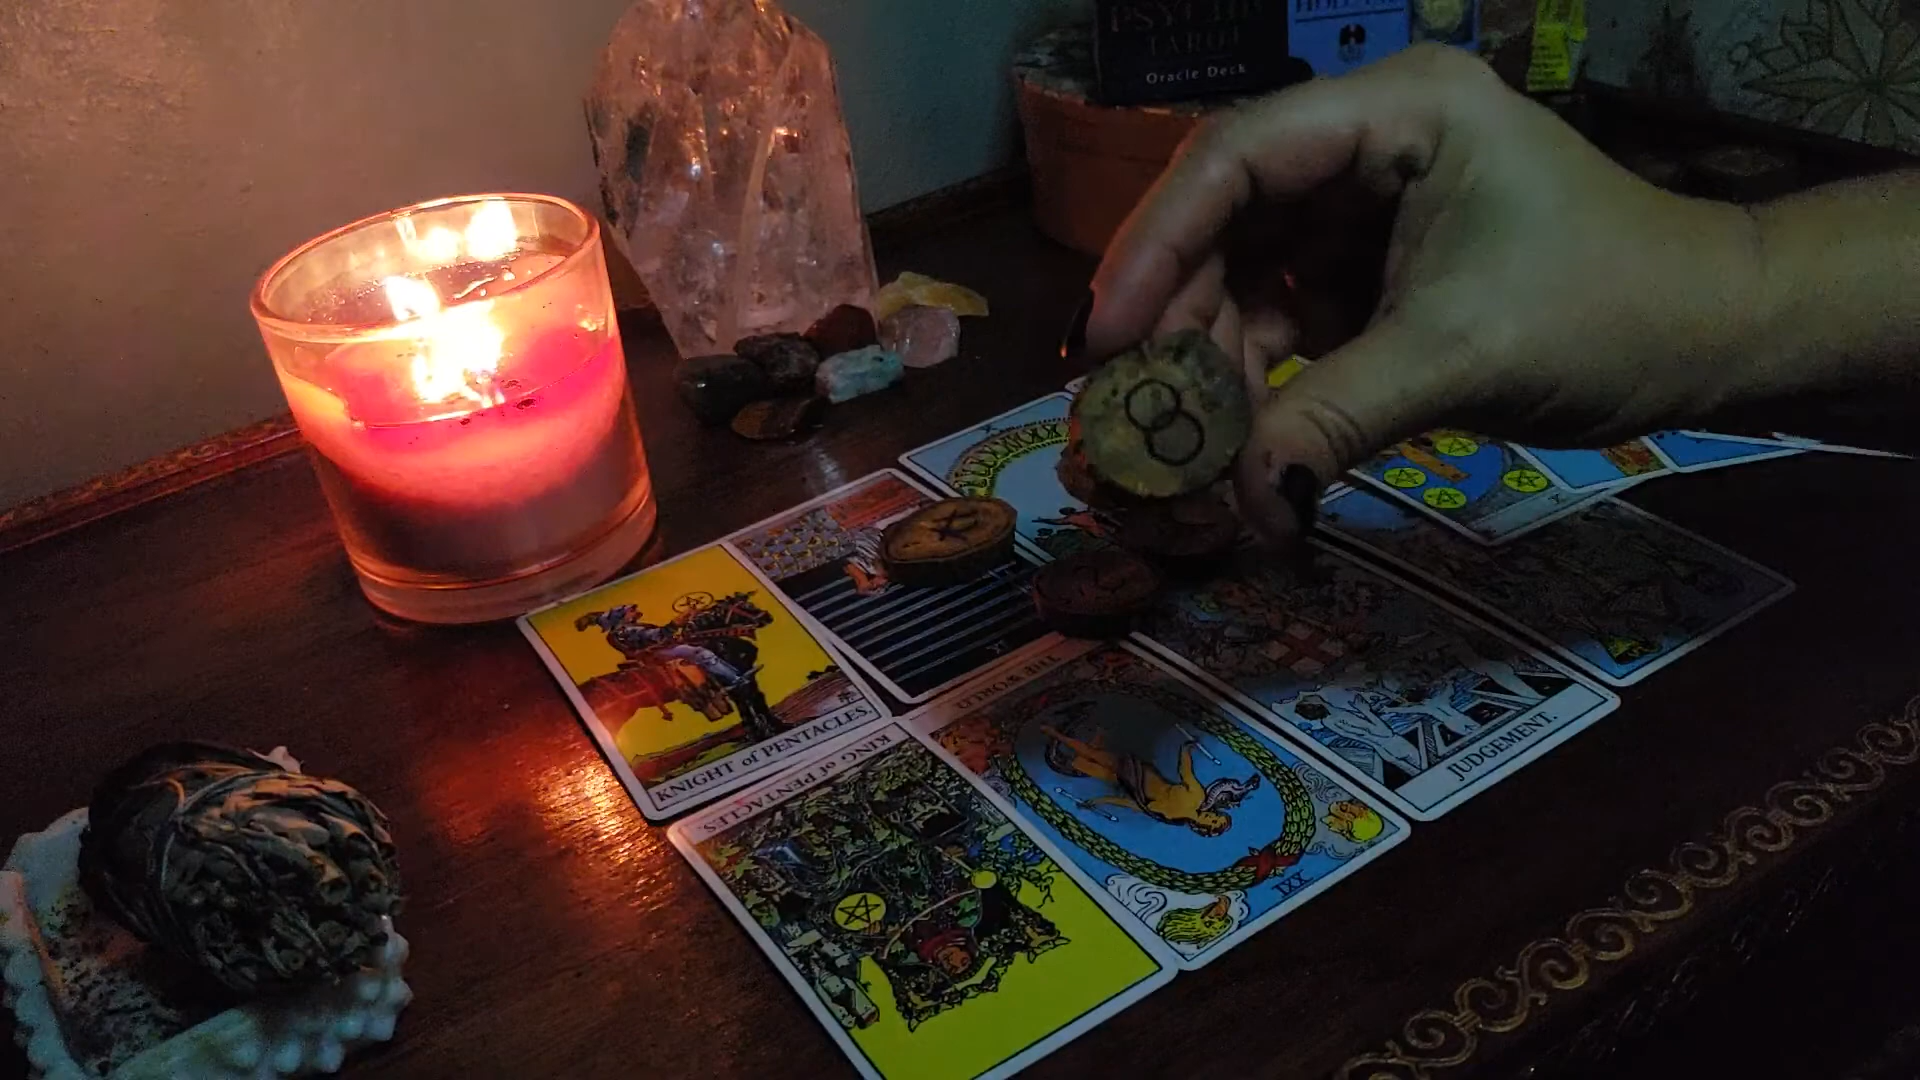 PSYCHIC
TAROT
Oracle Deck
X
X
THE WORLD
JUDGEMENT.
KNIGHT of PENTACLES.
KING of PENTACLES.
XXI